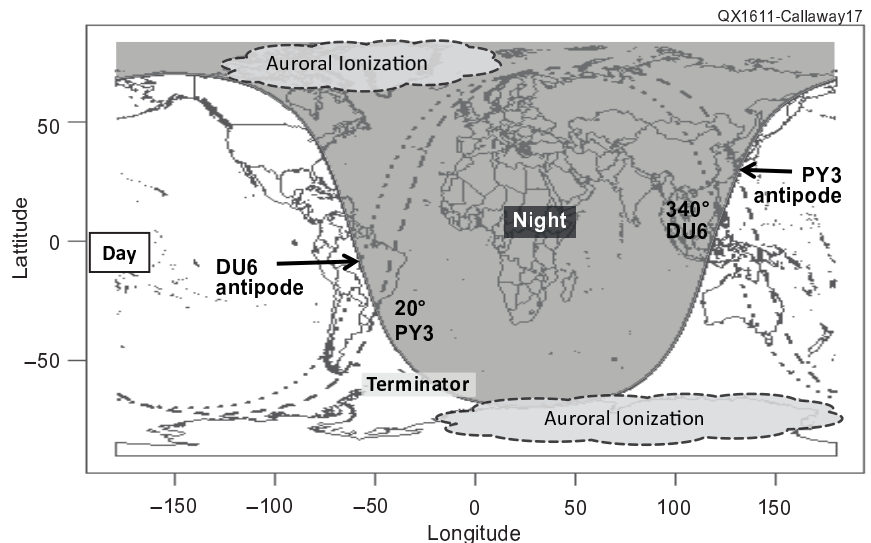 QX1611-Callaway17
Auroral Ionization
50
PY3
antipode
340°
DU6
Night
Lattitude
0
Day
DU6
antipode
20°
PY3
−50
Terminator
Auroral Ionization
−150
−100
−50
0
50
100
150
Longitude